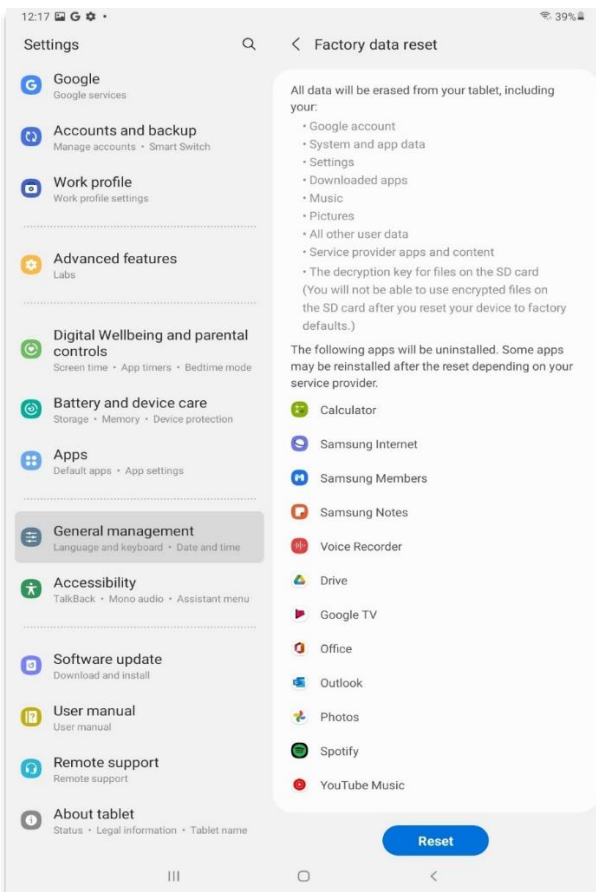 12:17 G •
39%
Settings
Google
Google services
Accounts and backup
Manage accounts • Smart Switch
Work profile
Work profile settings
Advanced features
Labs
Digital Wellbeing and parental
controls
Screen time • App timers • Bedtime mode
Battery and device care
Storage • Memory • Device protection
Apps
Default apps • App settings
General management
Language and keyboard • Date and time
Accessibility
TalkBack • Mono audio • Assistant menu
Software update
Download and install
User manual
User manual
Remote support
Remote support
About tablet
Status • Legal information • Tablet name
Factory data reset
All data will be erased from your tablet, including
your:
• Google account
• System and app data
• Settings
• Downloaded apps
• Music
• Pictures
• All other user data
• Service provider apps and content
• The decryption key for files on the SD card
(You will not be able to use encrypted files on
the SD card after you reset your device to factory
defaults.)
The following apps will be uninstalled. Some apps
may be reinstalled after the reset depending on your
service provider.
Calculator
Samsung Internet
Samsung Members
Samsung Notes
Voice Recorder
Drive
Google TV
Office
Outlook
Photos
Spotify
YouTube Music
Reset